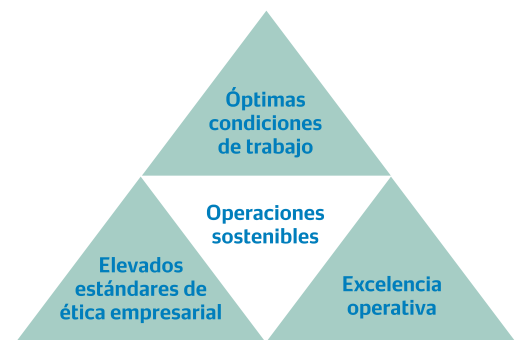 Óptimas
condiciones
de trabajo
Operaciones
sostenibles
Elevados
estándares de
ética empresarial
Excelencia
operativa